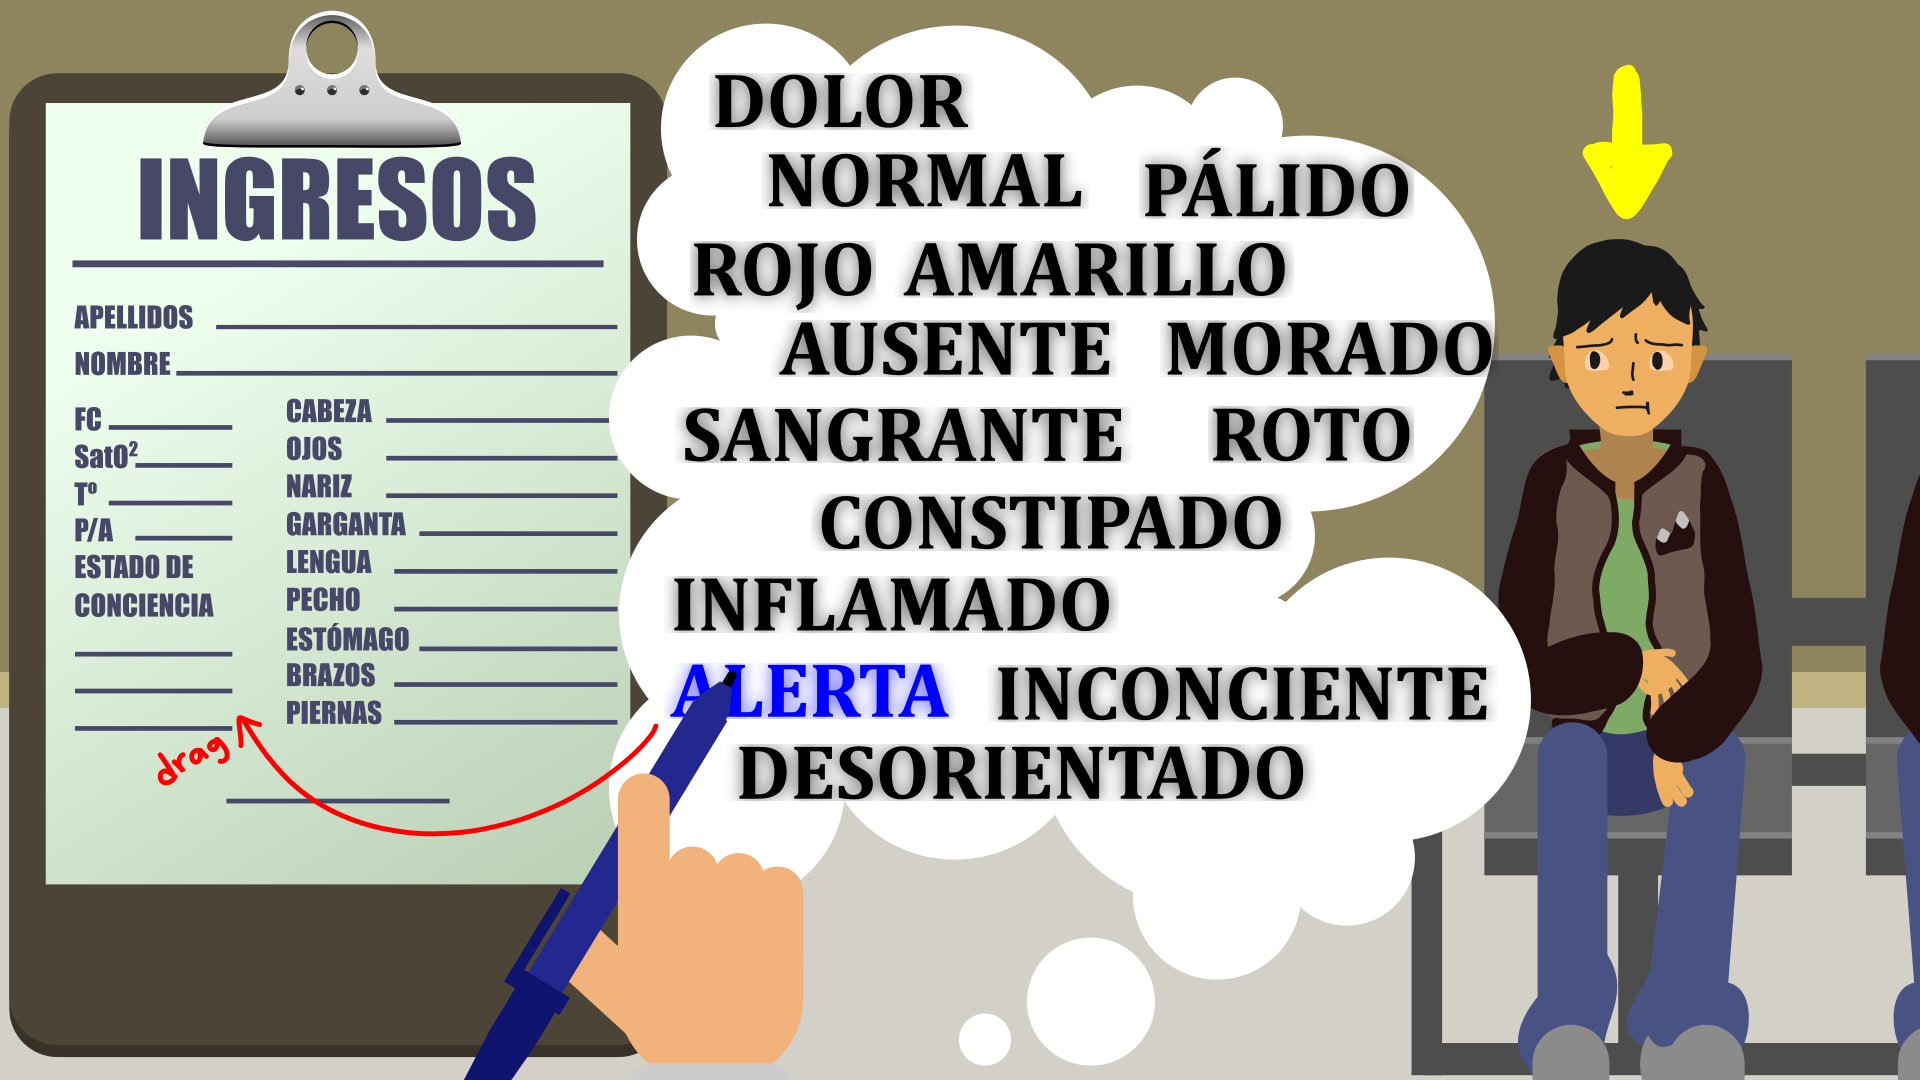 INGRESOS
APELLIDOS
NOMBRE
FC
SatO²
Tº
P/A
ESTADO DE
CONCIENCIA
CABEZA
OJOS
NARIZ
GARGANTA
LENGUA
PECHO
ESTÓMAGO
BRAZOS
PIERNAS
drag
DOLOR
NORMAL PÁLIDO
ROJO AMARILLO
AUSENTE MORADO
SANGRANTE ROTO
CONSTIPADO
INFLAMADO
ALERTA INCONCIENTE
DESORIENTADO